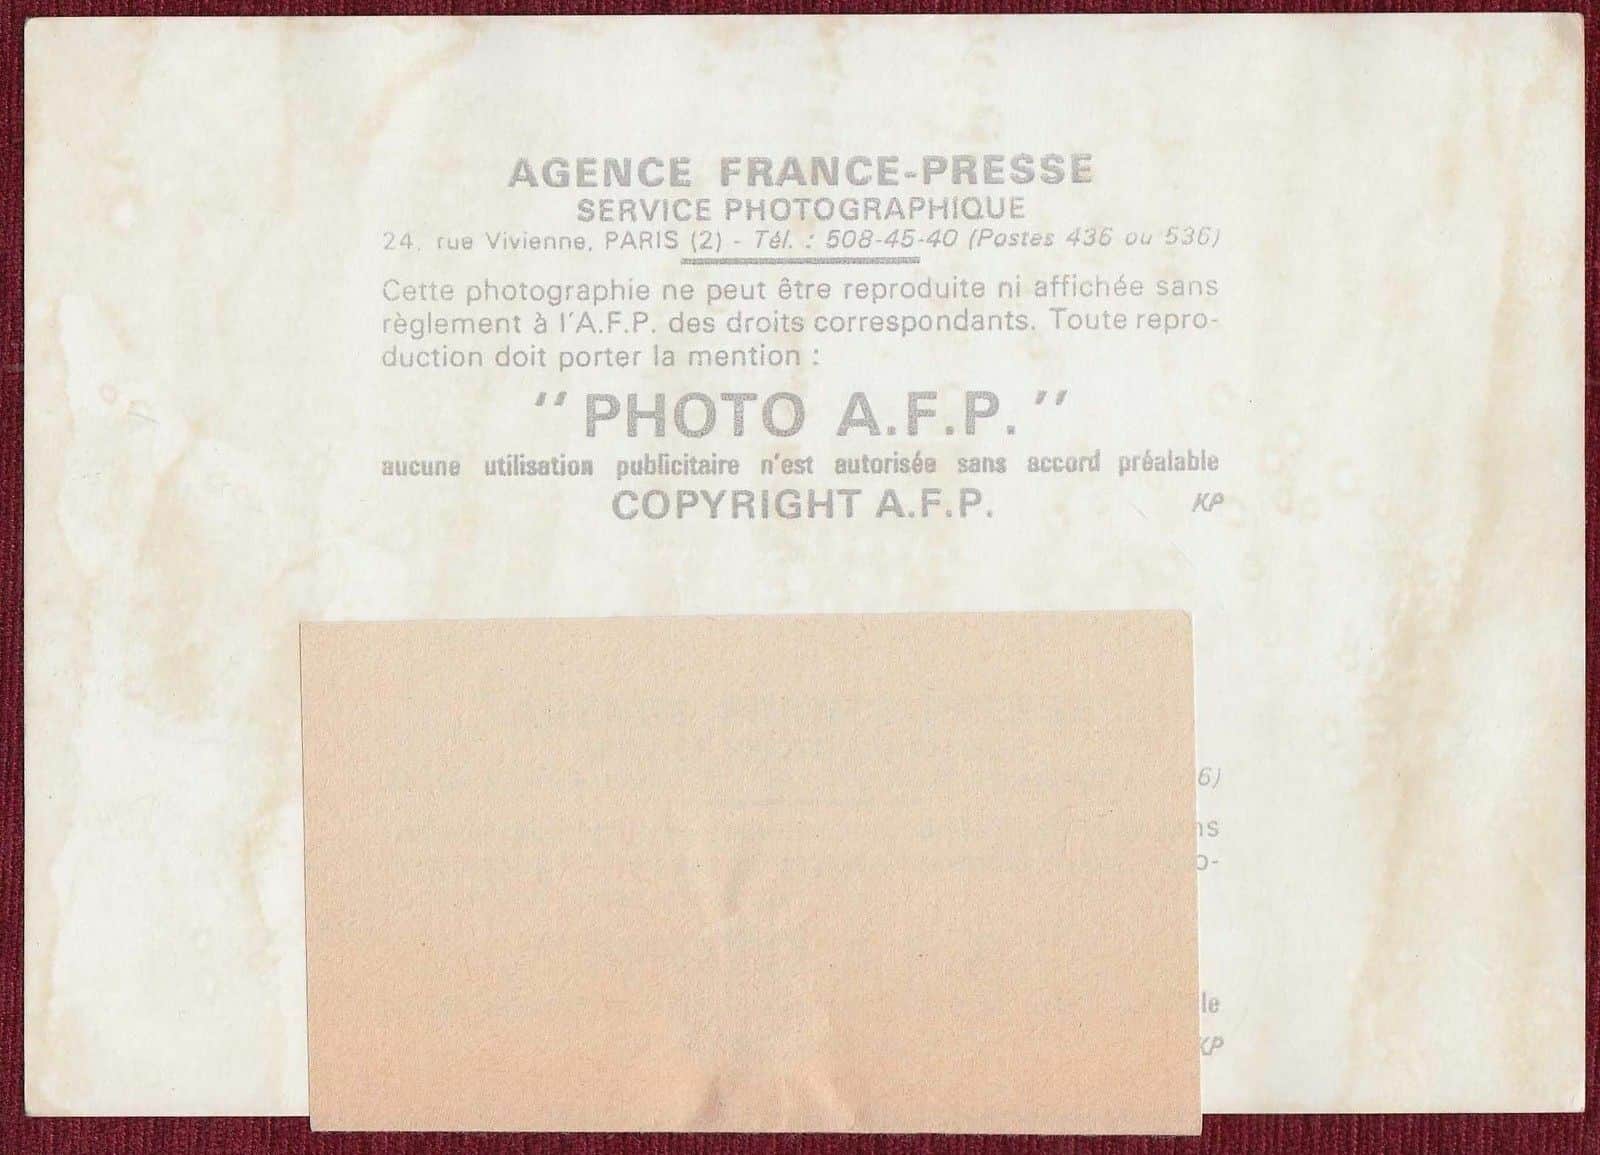 AGENCE FRANCE-PRESSE
SERVICE PHOTOGRAPHIQUE
24, rue Vivienne, PARIS (2) - Tél. : 508-45-40 (Postes 436 ou 536)
Cette photographie ne peut être reproduite ni affichée sans
règlement à l'A.F.P. des droits correspondants. Toute repro-
duction doit porter la mention :
" PHOTO A.F.P. "
aucune utilisation publicitaire n'est autorisée sans accord préalable
COPYRIGHT A.F.P. KP
6)
ns
o-
le
KP